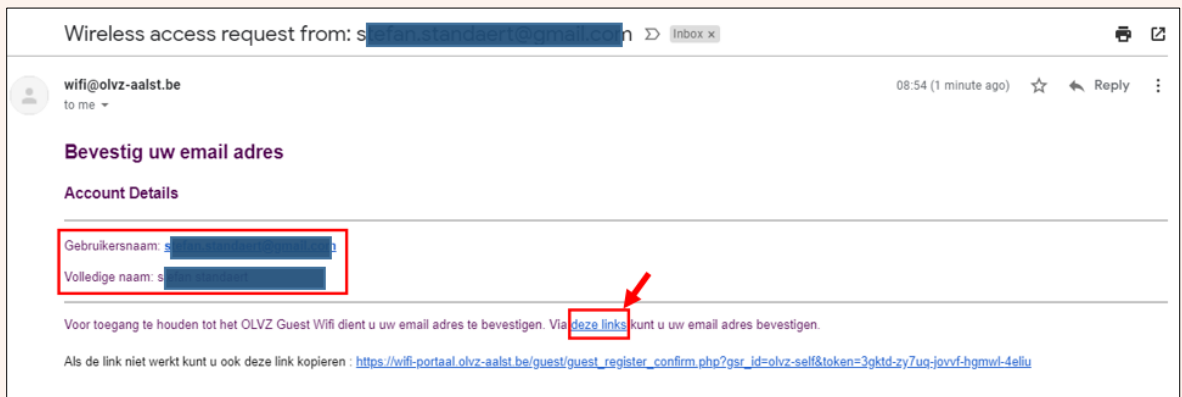 Wireless access request from: Inbox x
wifi@olvz-aalst.be
08:54 (1 minute ago) Reply
to me
Bevestig uw email adres
Account Details
Gebruikersnaam:
Volledige naam:
Voor toegang te houden tot het OLVZ Guest Wifi dient u uw email adres te bevestigen. Via deze links kunt u uw email adres bevestigen.
Als de link niet werkt kunt u ook deze link kopieren : https://wifi-portaal.olvz-aalst.be/guest/guest_register_confirm.php?gsr_id=olvz-self&token=3gktd-zy7uq-jovvf-hgmwl-4eliu